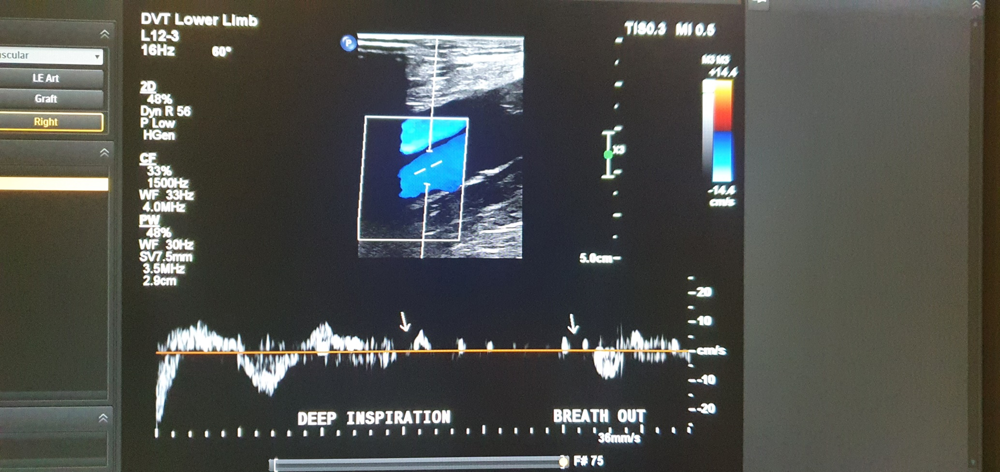 scular
LE Art
Graft
Right
DVT Lower Limb
L12-3
16Hz 60°
2D
48%
Dyn R 56
P Low
HGen
CF
33%
1500Hz
WF 33Hz
4.0MHz
PW
48%
WF 30Hz
SV7.5mm
3.5MHz
2.9cm
P
TIS0.3 MI 0.5
M3 M3
+14.4
-14.4
cm/s
X3
5.0cm
20
10
cm/s
-10
-20
DEEP INSPIRATION
BREATH OUT
36mm/s
F# 75